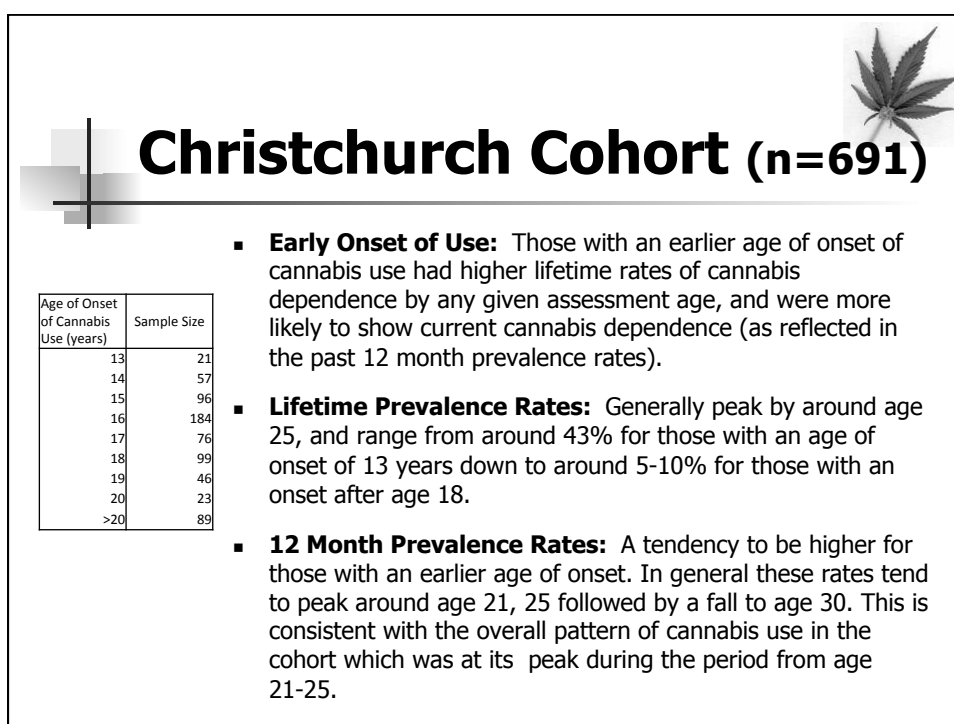 Christchurch Cohort (n=691)
Age of Onset
of Cannabis
Use (years)
Sample Size
13 21
14 57
15 96
16 184
17 76
18 99
19 46
20 23
>20 89
▪ Early Onset of Use: Those with an earlier age of onset of
cannabis use had higher lifetime rates of cannabis
dependence by any given assessment age, and were more
likely to show current cannabis dependence (as reflected in
the past 12 month prevalence rates).
▪ Lifetime Prevalence Rates: Generally peak by around age
25, and range from around 43% for those with an age of
onset of 13 years down to around 5-10% for those with an
onset after age 18.
▪ 12 Month Prevalence Rates: A tendency to be higher for
those with an earlier age of onset. In general these rates tend
to peak around age 21, 25 followed by a fall to age 30. This is
consistent with the overall pattern of cannabis use in the
cohort which was at its peak during the period from age
21-25.